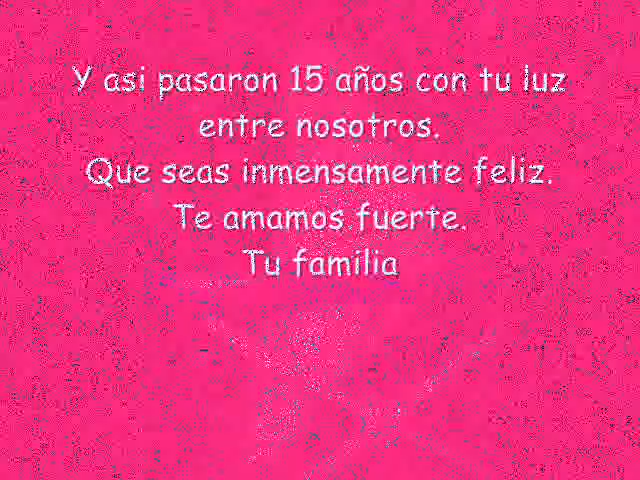 Y asi pasaron 15 años con tu luz
entre nosotros.
Que seas inmensamente feliz.
Te amamos fuerte.
Tu familia